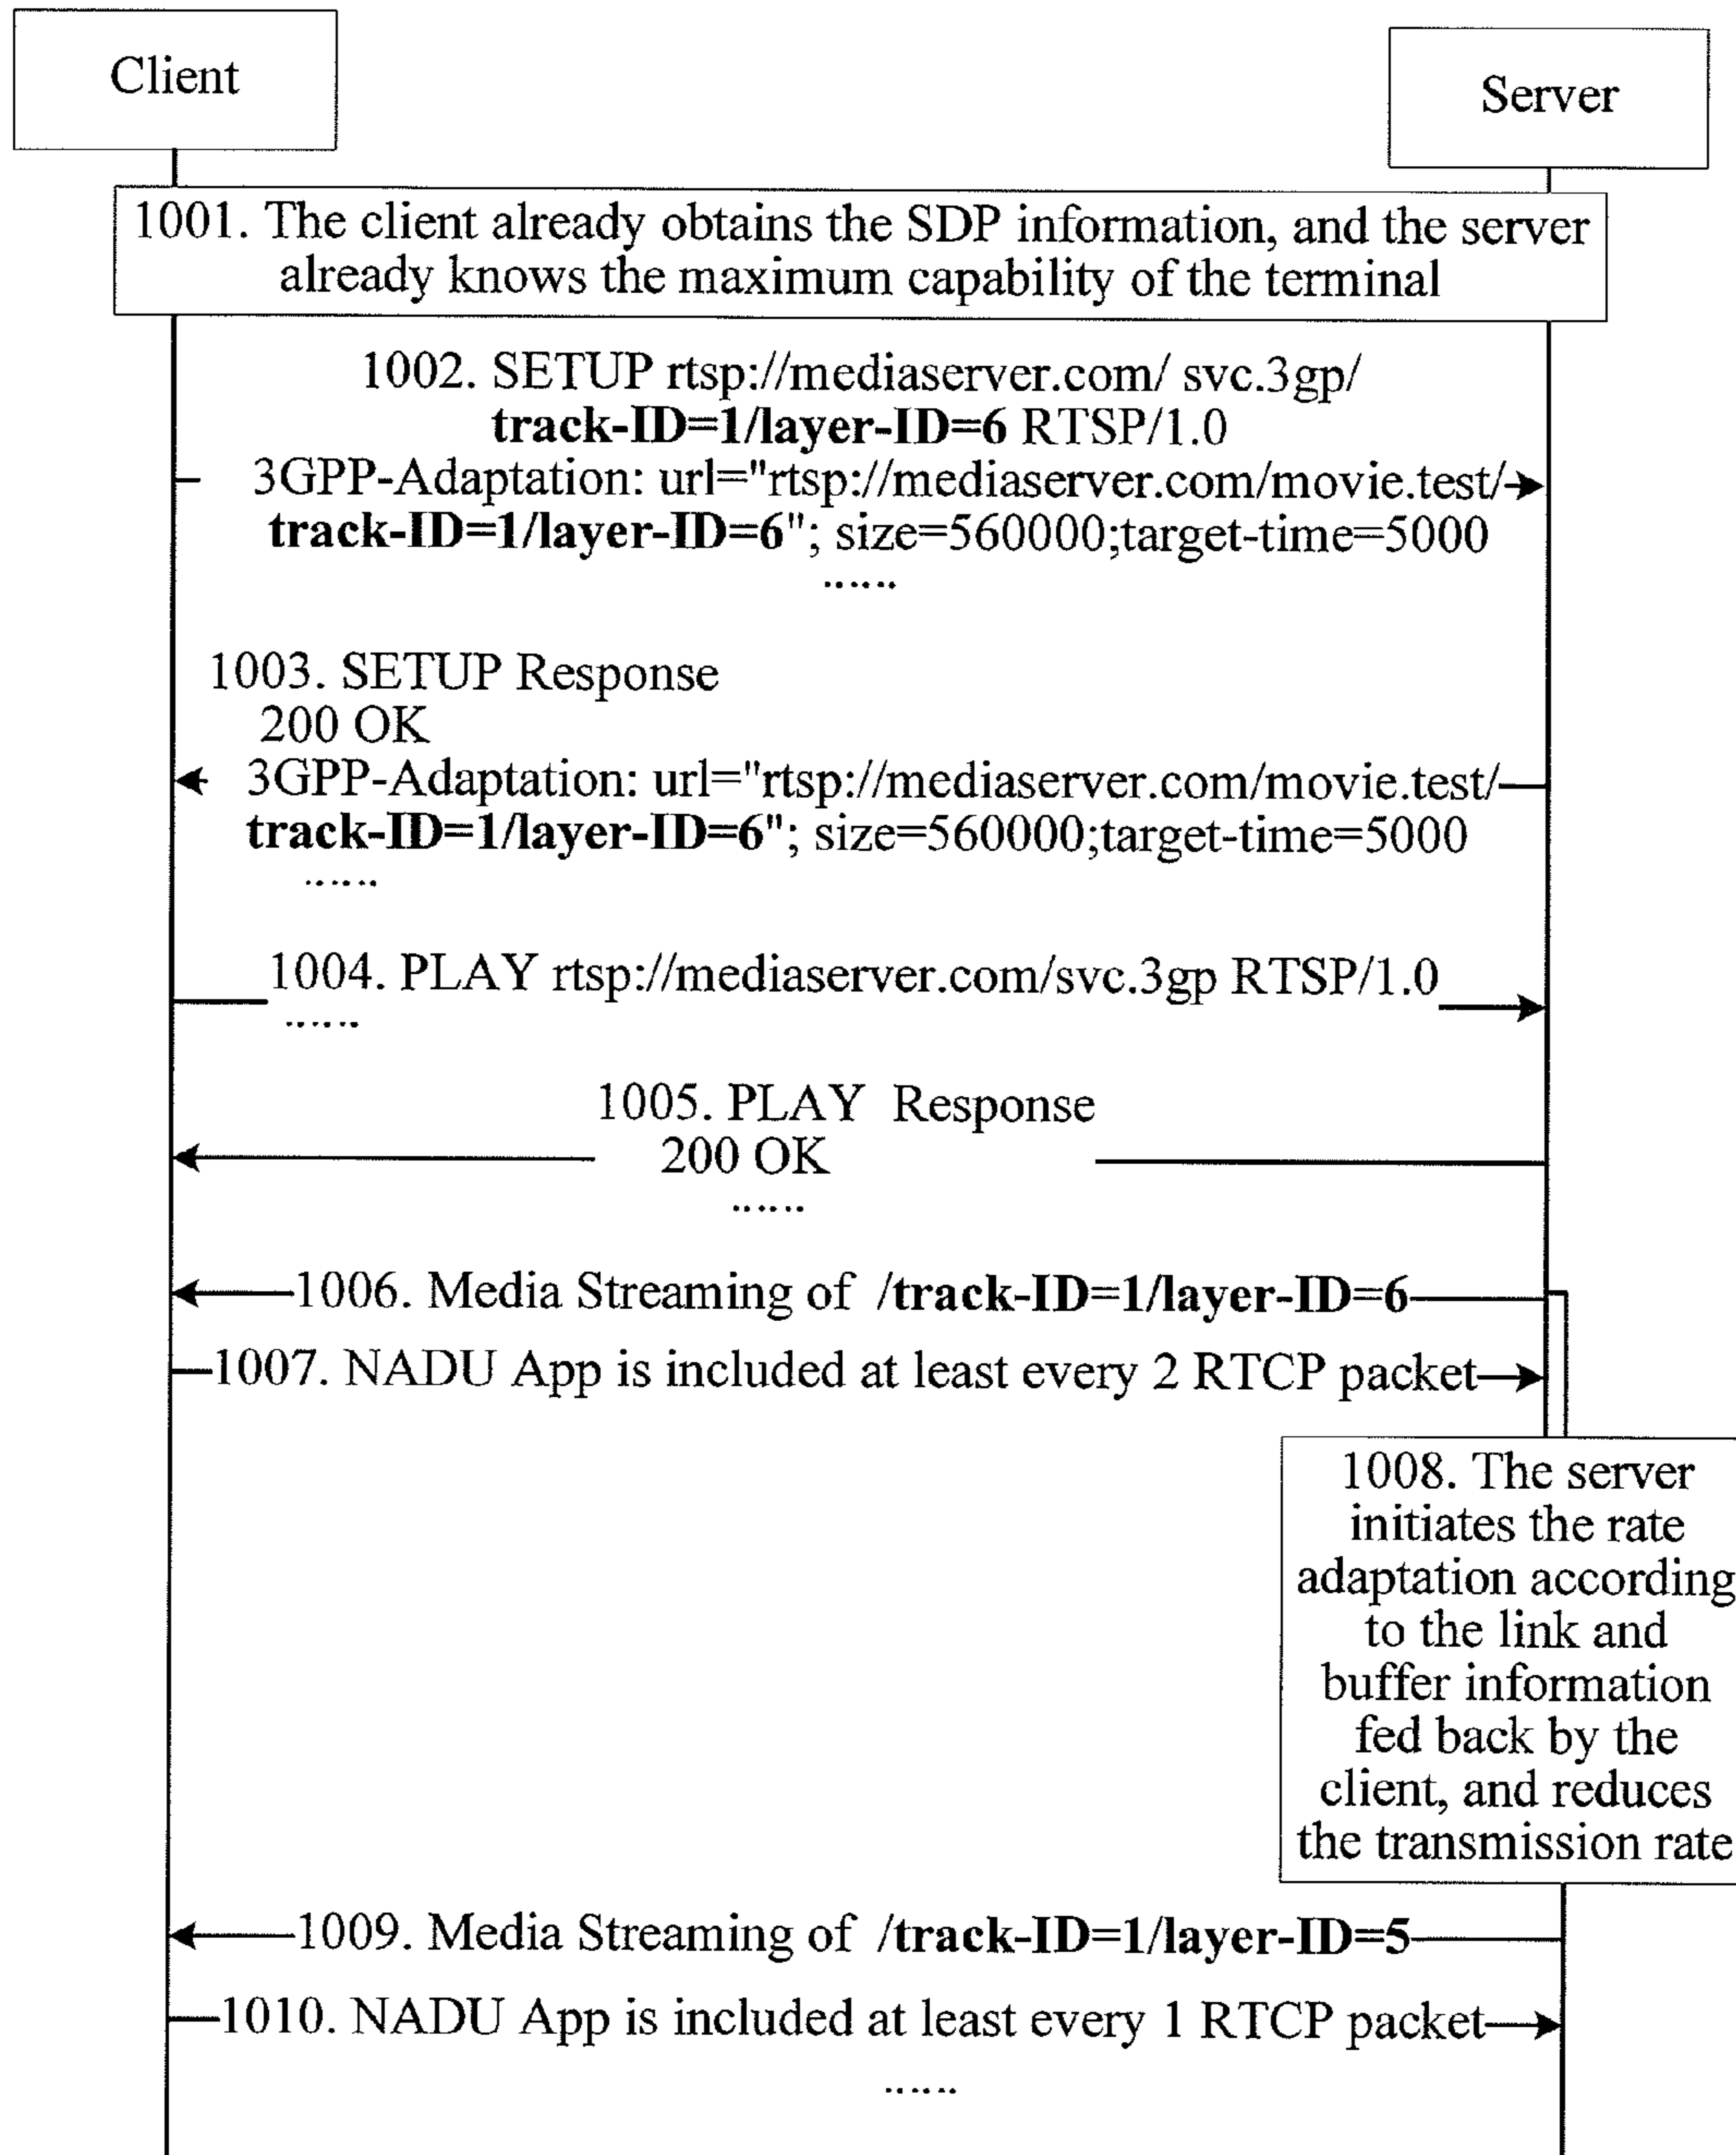 Client
Server
1001. The client already obtains the SDP information, and the server
already knows the maximum capability of the terminal
1002. SETUP rtsp://mediaserver.com/ svc.3gp/
track-ID=1/layer-ID=6 RTSP/1.0
3GPP-Adaptation: url="rtsp://mediaserver.com/movie.test/
track-ID=1/layer-ID=6"; size=560000;target-time=5000
......
1003. SETUP Response
200 OK
3GPP-Adaptation: url="rtsp://mediaserver.com/movie.test/
track-ID=1/layer-ID=6"; size=560000;target-time=5000
......
1004. PLAY rtsp://mediaserver.com/svc.3gp RTSP/1.0
......
1005. PLAY Response
200 OK
......
1006. Media Streaming of /track-ID=1/layer-ID=6
1007. NADU App is included at least every 2 RTCP packet
1008. The server
initiates the rate
adaptation according
to the link and
buffer information
fed back by the
client, and reduces
the transmission rate
1009. Media Streaming of /track-ID=1/layer-ID=5
1010. NADU App is included at least every 1 RTCP packet
......